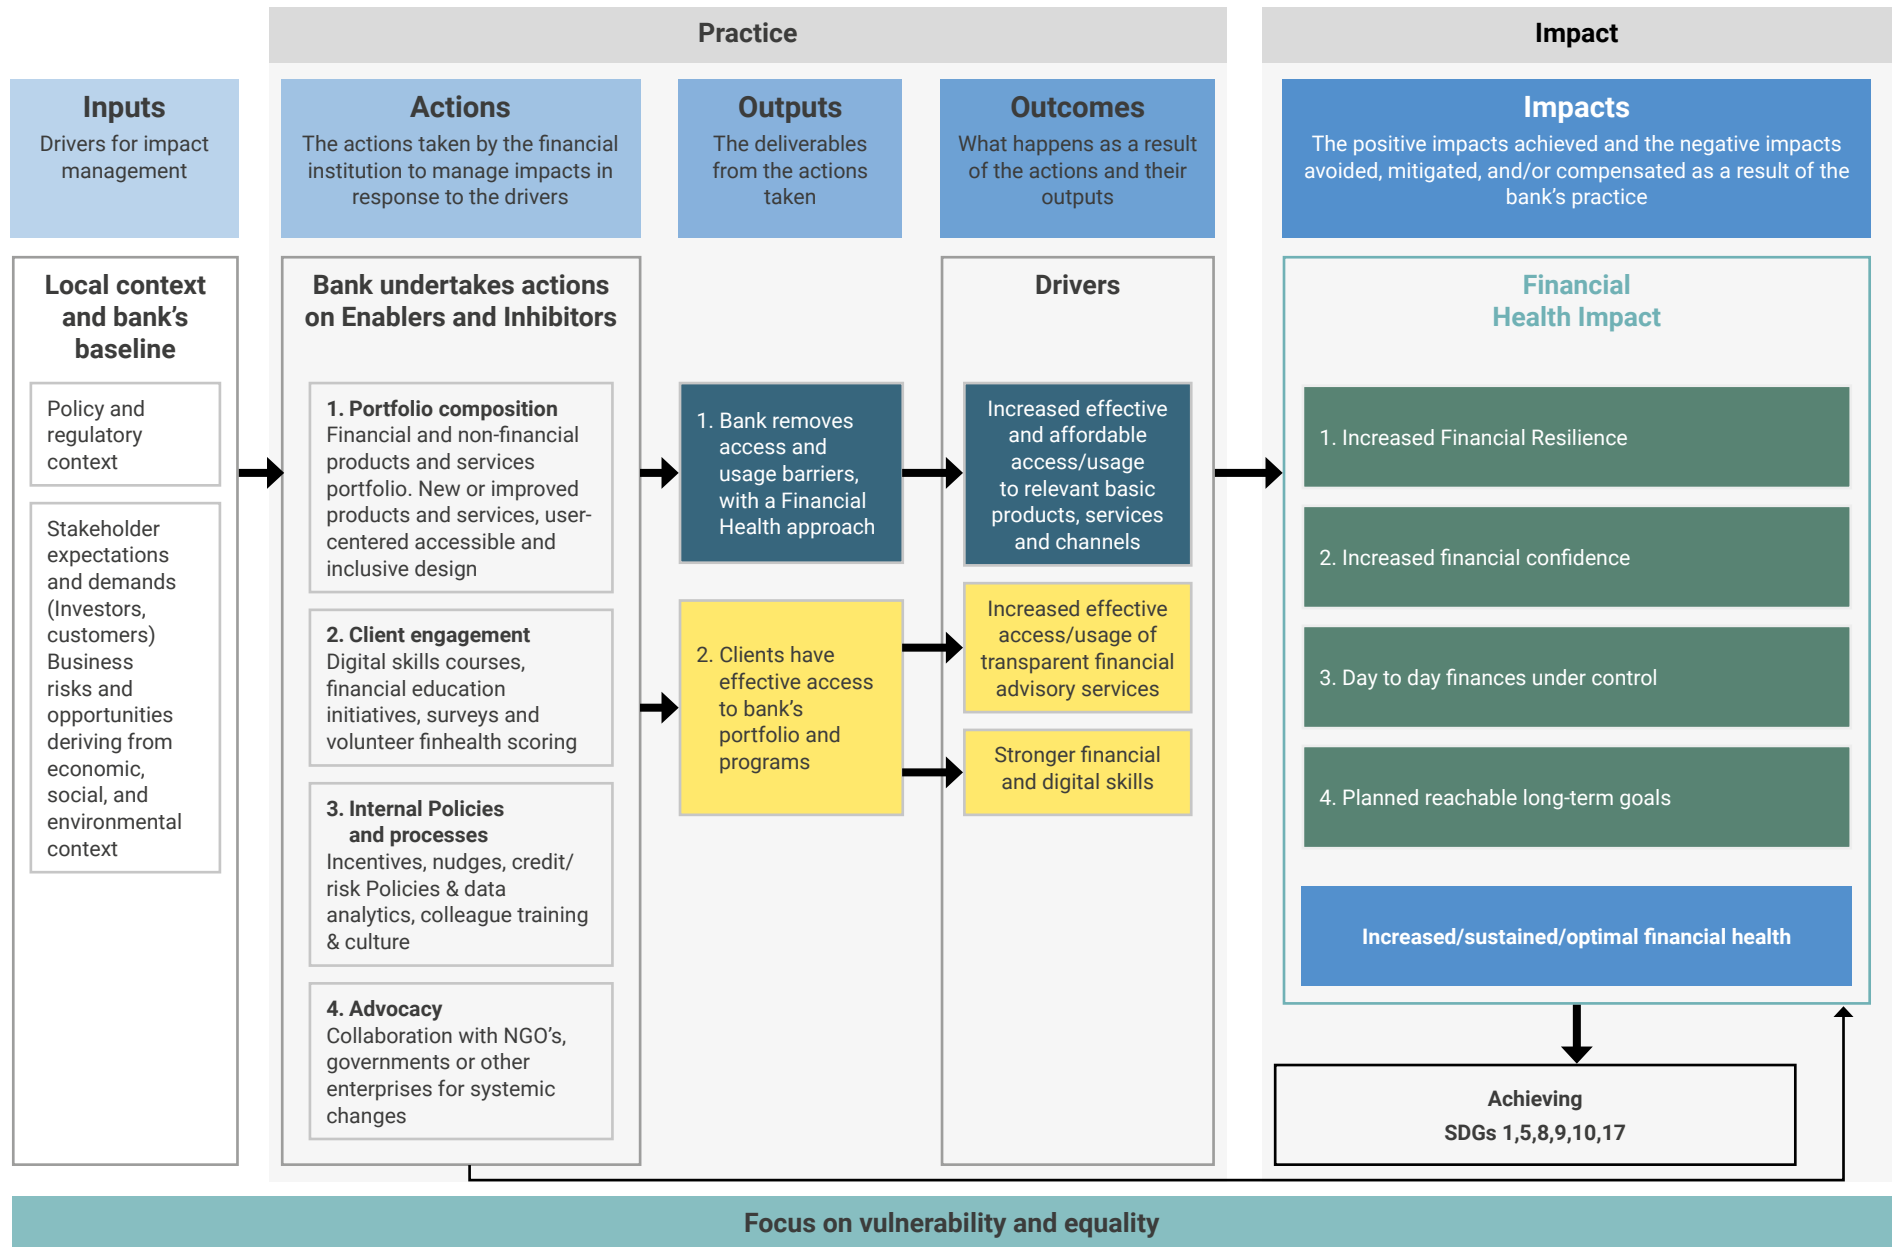 Practice
Impact
Inputs
Drivers for impact
management
Actions
The actions taken by the financial
institution to manage impacts in
response to the drivers
Outputs
The deliverables
from the actions
taken
Outcomes
What happens as a result
of the actions and their
outputs
Impacts
The positive impacts achieved and the negative impacts
avoided, mitigated, and/or compensated as a result of the
bank's practice
Local context
and bank's
baseline
Policy and
regulatory
context
Stakeholder
expectations
and demands
(Investors,
customers)
Business
risks and
opportunities
deriving from
economic,
social, and
environmental
context
Bank undertakes actions
on Enablers and Inhibitors
1. Portfolio composition
Financial and non-financial
products and services
portfolio. New or improved
products and services, user-
centered accessible and
inclusive design
2. Client engagement
Digital skills courses,
financial education
initiatives, surveys and
volunteer finhealth scoring
3. Internal Policies
and processes
Incentives, nudges, credit/
risk Policies & data
analytics, colleague training
& culture
4. Advocacy
Collaboration with NGO's,
governments or other
enterprises for systemic
changes
1. Bank removes
access and
usage barriers,
with a Financial
Health approach
2. Clients have
effective access
to bank's
portfolio and
programs
Drivers
Increased effective
and affordable
access/usage
to relevant basic
products, services
and channels
Increased effective
access/usage of
transparent financial
advisory services
Stronger financial
and digital skills
Financial
Health Impact
1. Increased Financial Resilience
2. Increased financial confidence
3. Day to day finances under control
4. Planned reachable long-term goals
Increased/sustained/optimal financial health
Achieving
SDGs 1,5,8,9,10,17
Focus on vulnerability and equality